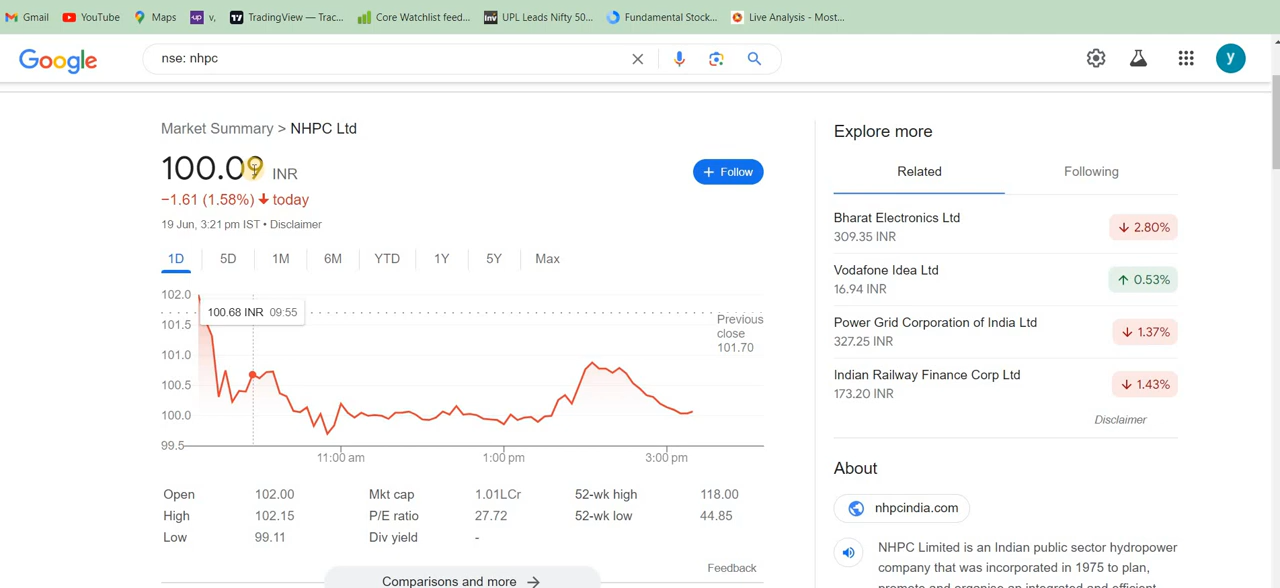 Gmail YouTube Maps up v, TradingView — Trac... Core Watchlist feed... Inv UPL Leads Nifty 50... Fundamental Stock... Live Analysis - Most...
Google nse: nhpc y
Market Summary > NHPC Ltd
100.09 INR
+ Follow
−1.61 (1.58%) ↓ today
19 Jun, 3:21 pm IST • Disclaimer
1D 5D 1M 6M YTD 1Y 5Y Max
102.0
101.5
101.0
100.5
100.0
99.5
100.68 INR 09:55
Previous
close
101.70
11:00 am 1:00 pm 3:00 pm
Open 102.00 Mkt cap 1.01LCr 52-wk high 118.00
High 102.15 P/E ratio 27.72 52-wk low 44.85
Low 99.11 Div yield -
Feedback
Comparisons and more →
Explore more
Related Following
Bharat Electronics Ltd
309.35 INR
↓ 2.80%
Vodafone Idea Ltd
16.94 INR
↑ 0.53%
Power Grid Corporation of India Ltd
327.25 INR
↓ 1.37%
Indian Railway Finance Corp Ltd
173.20 INR
↓ 1.43%
Disclaimer
About
nhpcindia.com
NHPC Limited is an Indian public sector hydropower
company that was incorporated in 1975 to plan,
promote and organise an integrated and efficient